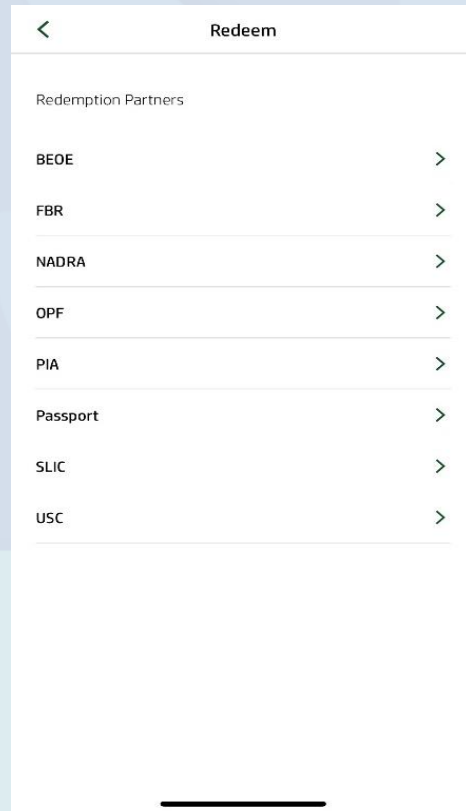 Redeem
Redemption Partners
BEOE
FBR
NADRA
OPF
PIA
Passport
SLIC
USC